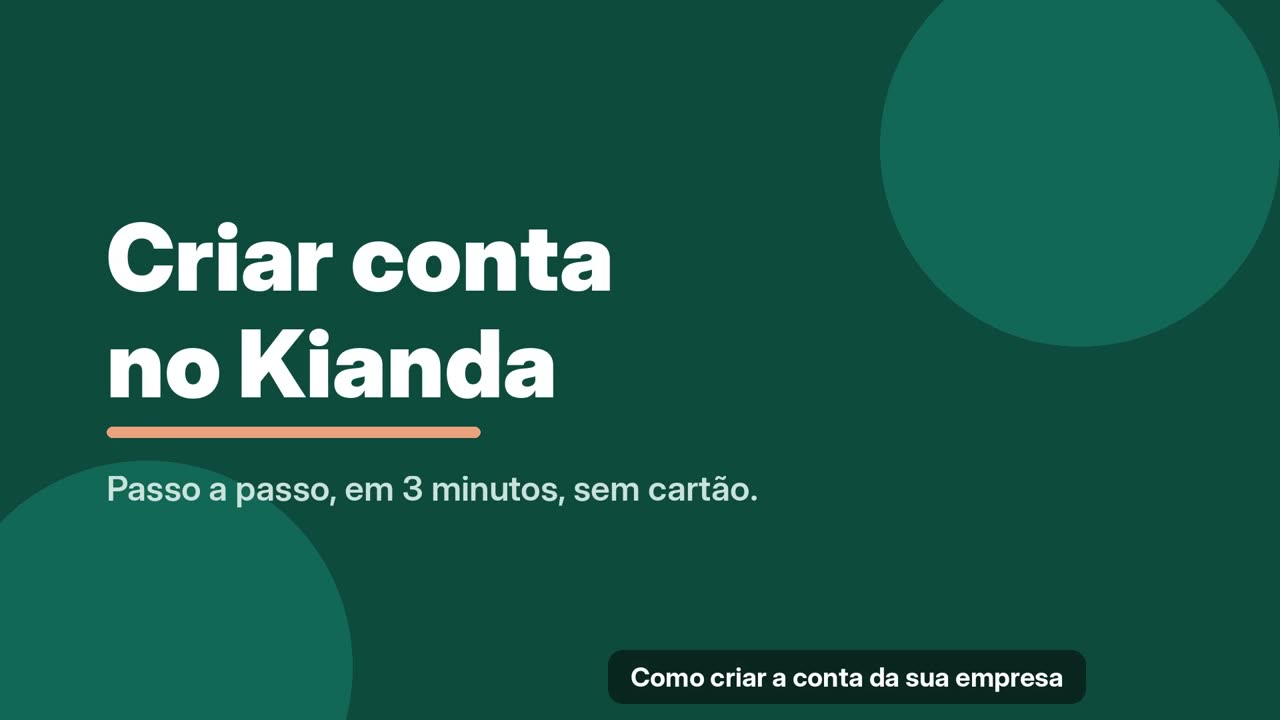 Criar conta
no Kianda
Passo a passo, em 3 minutos, sem cartão.
Como criar a conta da sua empresa